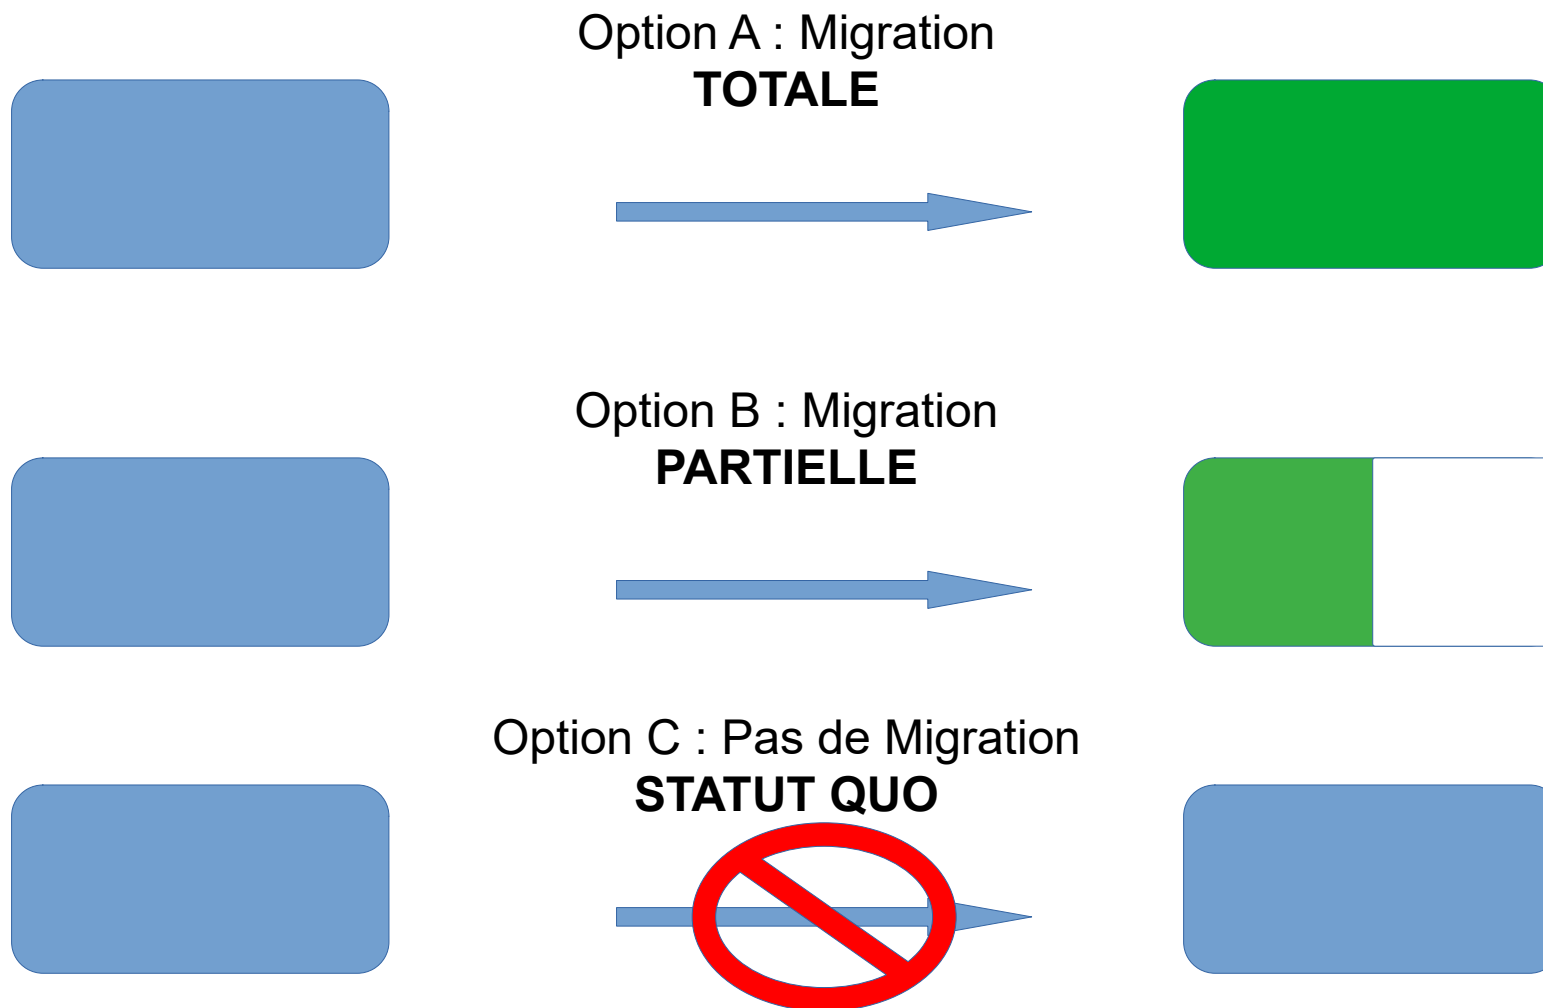 Option A : Migration
TOTALE
Option B : Migration
PARTIELLE
Option C : Pas de Migration
STATUT QUO